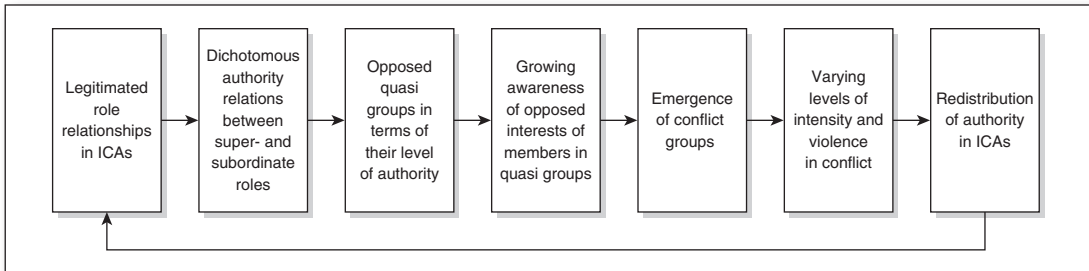 Legitimated
role
relationships
in ICAs
Dichotomous
authority
relations
between
super- and
subordinate
roles
Opposed
quasi
groups in
terms of
their level
of authority
Growing
awareness
of opposed
interests of
members in
quasi groups
Emergence
of conflict
groups
Varying
levels of
intensity and
violence
in conflict
Redistribution
of authority
in ICAs